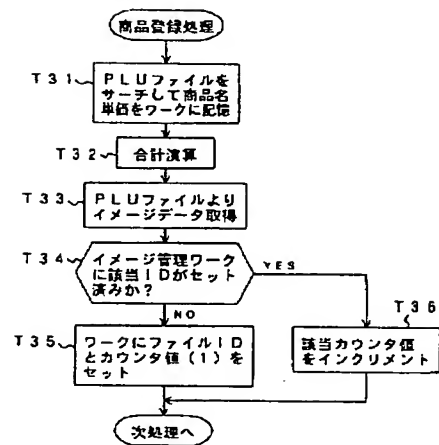 商品登録処理
T31
PLUファイルを
サーチして商品名
単価をワークに記憶
T32
合計演算
T33
PLUファイルより
イメージデータ取得
T34
イメージ管理ワーク
に該当IDがセット
済みか？
YES
NO
T35
ワークにファイルID
とカウンタ値（1）を
セット
T36
該当カウンタ値
をインクリメント
次処理へ